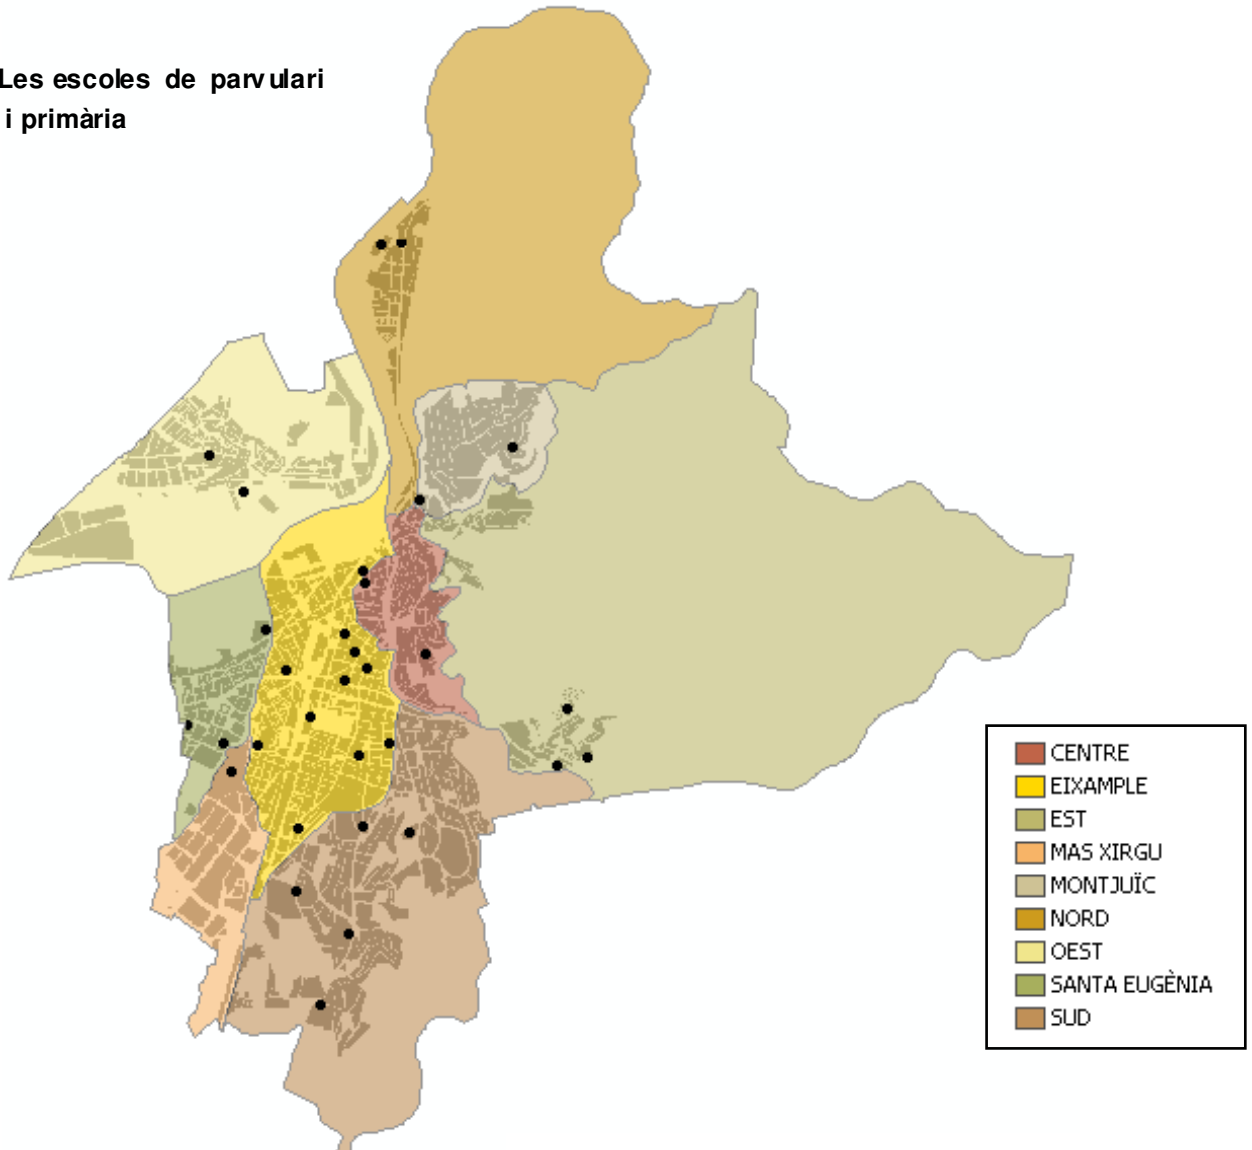 Les escoles de parvulari
i primària
CENTRE
EIXAMPLE
EST
MAS XIRGU
MONTJUÏC
NORD
OEST
SANTA EUGÈNIA
SUD